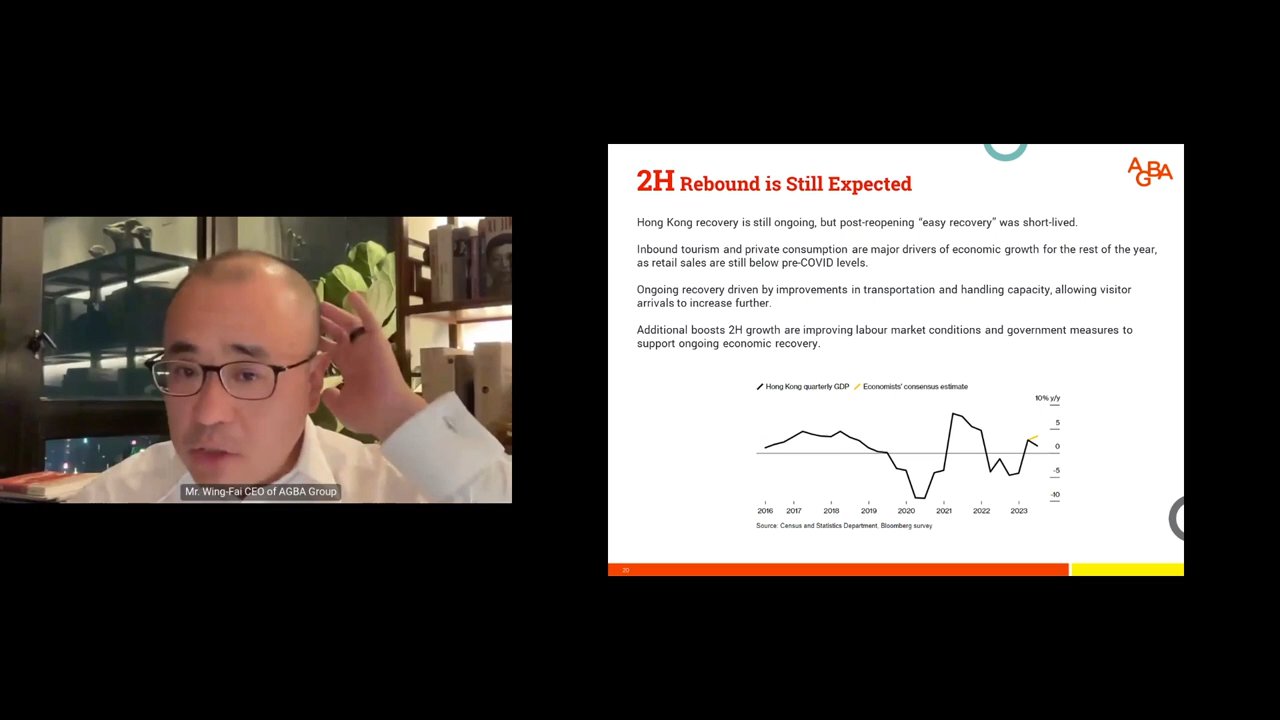 Mr. Wing-Fai CEO of AGBA Group
AGBA
2H Rebound is Still Expected
Hong Kong recovery is still ongoing, but post-reopening “easy recovery” was short-lived.
Inbound tourism and private consumption are major drivers of economic growth for the rest of the year,
as retail sales are still below pre-COVID levels.
Ongoing recovery driven by improvements in transportation and handling capacity, allowing visitor
arrivals to increase further.
Additional boosts 2H growth are improving labour market conditions and government measures to
support ongoing economic recovery.
Hong Kong quarterly GDP Economists' consensus estimate
10% y/y
5
0
-5
-10
2016 2017 2018 2019 2020 2021 2022 2023
Source: Census and Statistics Department, Bloomberg survey
20